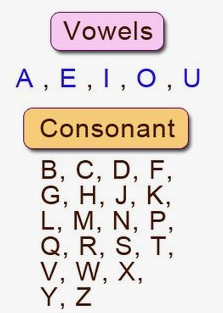 Vowels
A , E , I , O , U
Consonant
B, C, D, F,
G, H, J, K,
L, M, N, P,
Q, R, S, T,
V, W, X,
Y, Z